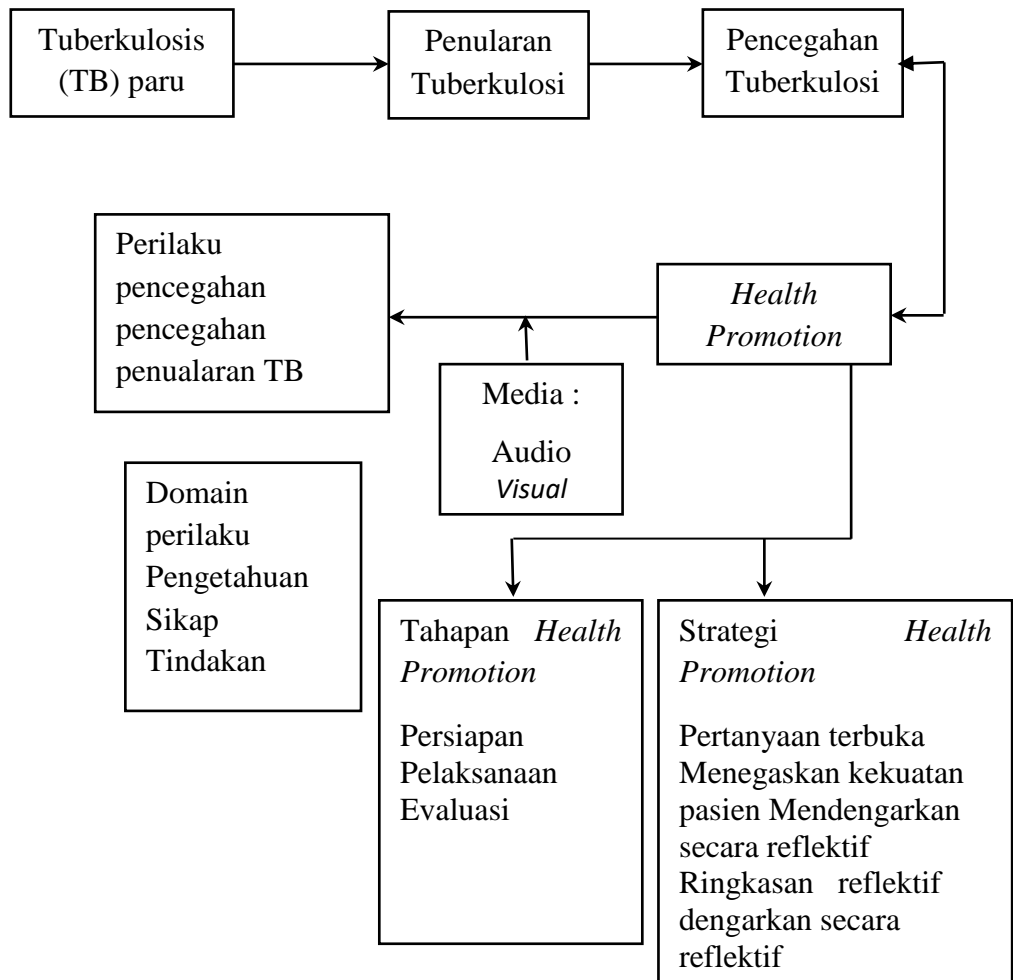 Tuberkulosis
(TB) paru
Penularan
Tuberkulosi
Pencegahan
Tuberkulosi
Perilaku
pencegahan
pencegahan
penualaran TB
Health
Promotion
Media :
Audio
Visual
Domain
perilaku
Pengetahuan
Sikap
Tindakan
Tahapan Health
Promotion
Persiapan
Pelaksanaan
Evaluasi
Strategi Health
Promotion
Pertanyaan terbuka
Menegaskan kekuatan
pasien Mendengarkan
secara reflektif
Ringkasan reflektif
dengarkan secara
reflektif